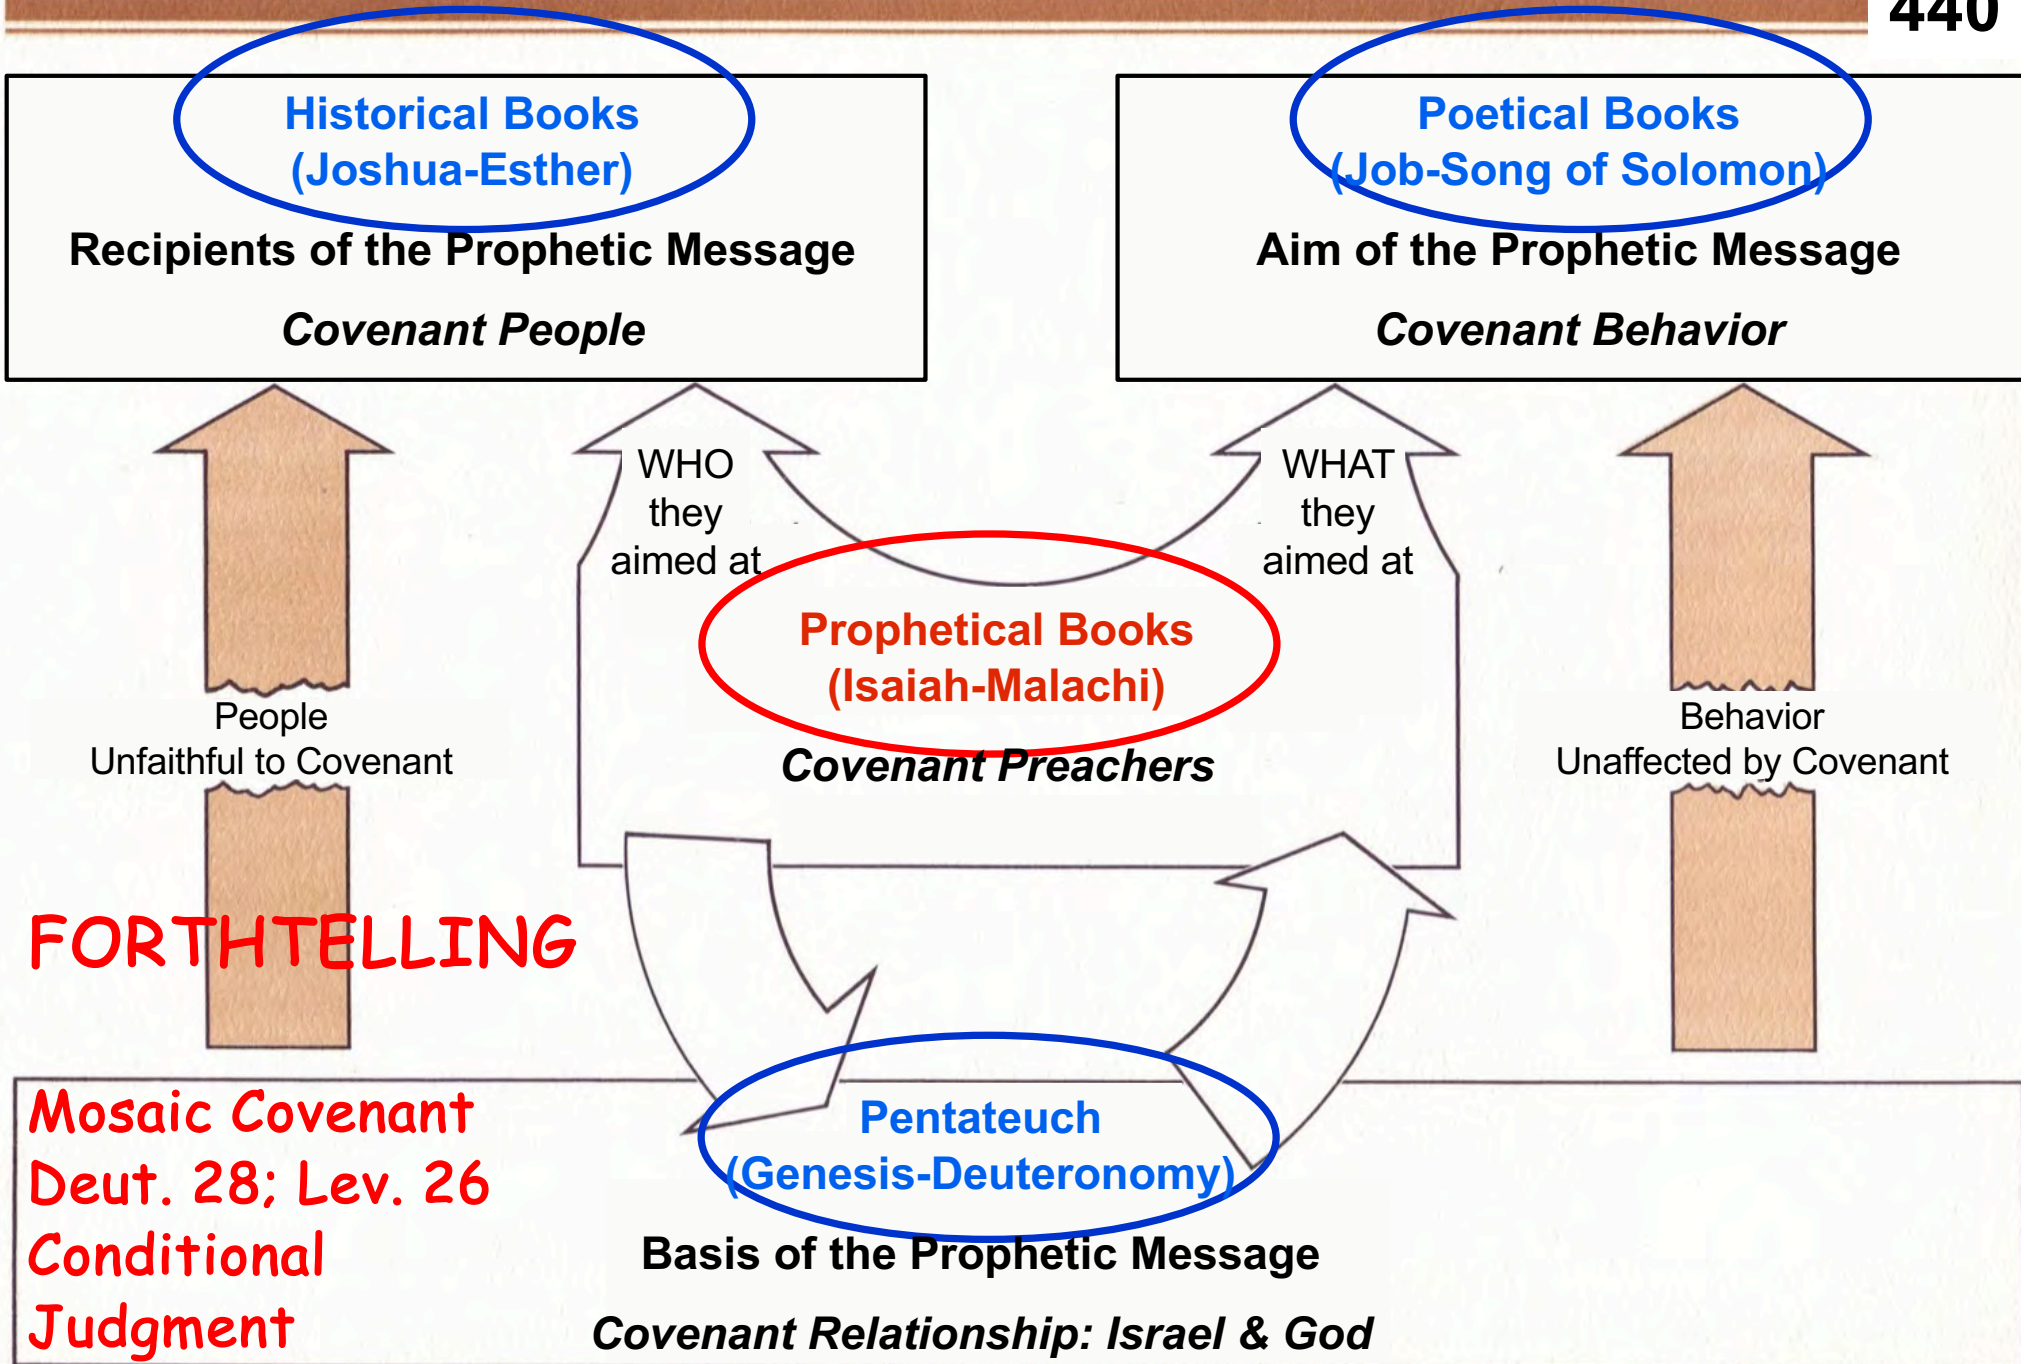 440
Historical Books
(Joshua-Esther)
Recipients of the Prophetic Message
Covenant People
Poetical Books
(Job-Song of Solomon)
Aim of the Prophetic Message
Covenant Behavior
WHO
they
aimed at
WHAT
they
aimed at
Prophetical Books
(Isaiah-Malachi)
Covenant Preachers
People
Unfaithful to Covenant
Behavior
Unaffected by Covenant
FORTHTELLING
Mosaic Covenant
Deut. 28; Lev. 26
Conditional
Judgment
Pentateuch
(Genesis-Deuteronomy)
Basis of the Prophetic Message
Covenant Relationship: Israel & God